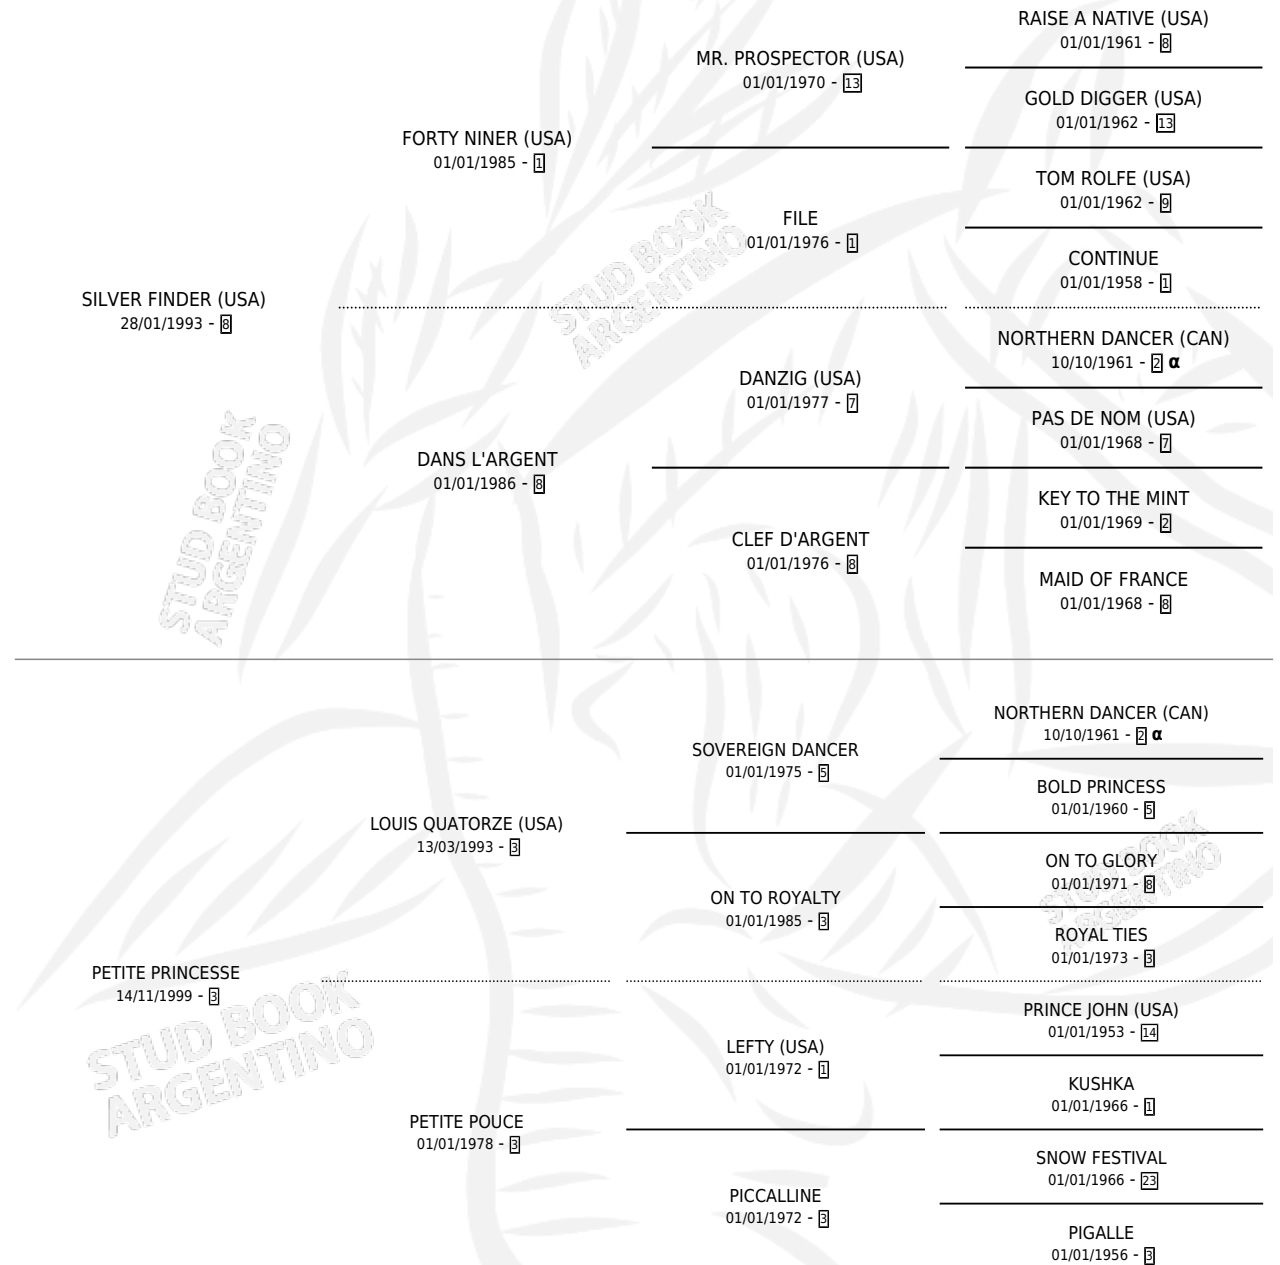 RAISE A NATIVE (USA)
01/01/1961 - 8
MR. PROSPECTOR (USA)
01/01/1970 - 13
GOLD DIGGER (USA)
01/01/1962 - 13
FORTY NINER (USA)
01/01/1985 - 1
TOM ROLFE (USA)
01/01/1962 - 9
FILE
01/01/1976 - 1
CONTINUE
01/01/1958 - 1
SILVER FINDER (USA)
28/01/1993 - 8
NORTHERN DANCER (CAN)
10/10/1961 - 2 α
DANZIG (USA)
01/01/1977 - 7
PAS DE NOM (USA)
01/01/1968 - 7
DANS L'ARGENT
01/01/1986 - 8
KEY TO THE MINT
01/01/1969 - 2
CLEF D'ARGENT
01/01/1976 - 8
MAID OF FRANCE
01/01/1968 - 8
NORTHERN DANCER (CAN)
10/10/1961 - 2 α
SOVEREIGN DANCER
01/01/1975 - 5
BOLD PRINCESS
01/01/1960 - 5
LOUIS QUATORZE (USA)
13/03/1993 - 3
ON TO GLORY
01/01/1971 - 8
ON TO ROYALTY
01/01/1985 - 3
ROYAL TIES
01/01/1973 - 3
PETITE PRINCESSE
14/11/1999 - 3
PRINCE JOHN (USA)
01/01/1953 - 14
LEFTY (USA)
01/01/1972 - 1
KUSHKA
01/01/1966 - 1
PETITE POUCE
01/01/1978 - 3
SNOW FESTIVAL
01/01/1966 - 23
PICCALLINE
01/01/1972 - 3
PIGALLE
01/01/1956 - 3
STUD BOOK
ARGENTINO
STUD BOOK
ARGENTINO
STUD BOOK
ARGENTINO
STUD BOOK
ARGENTINO